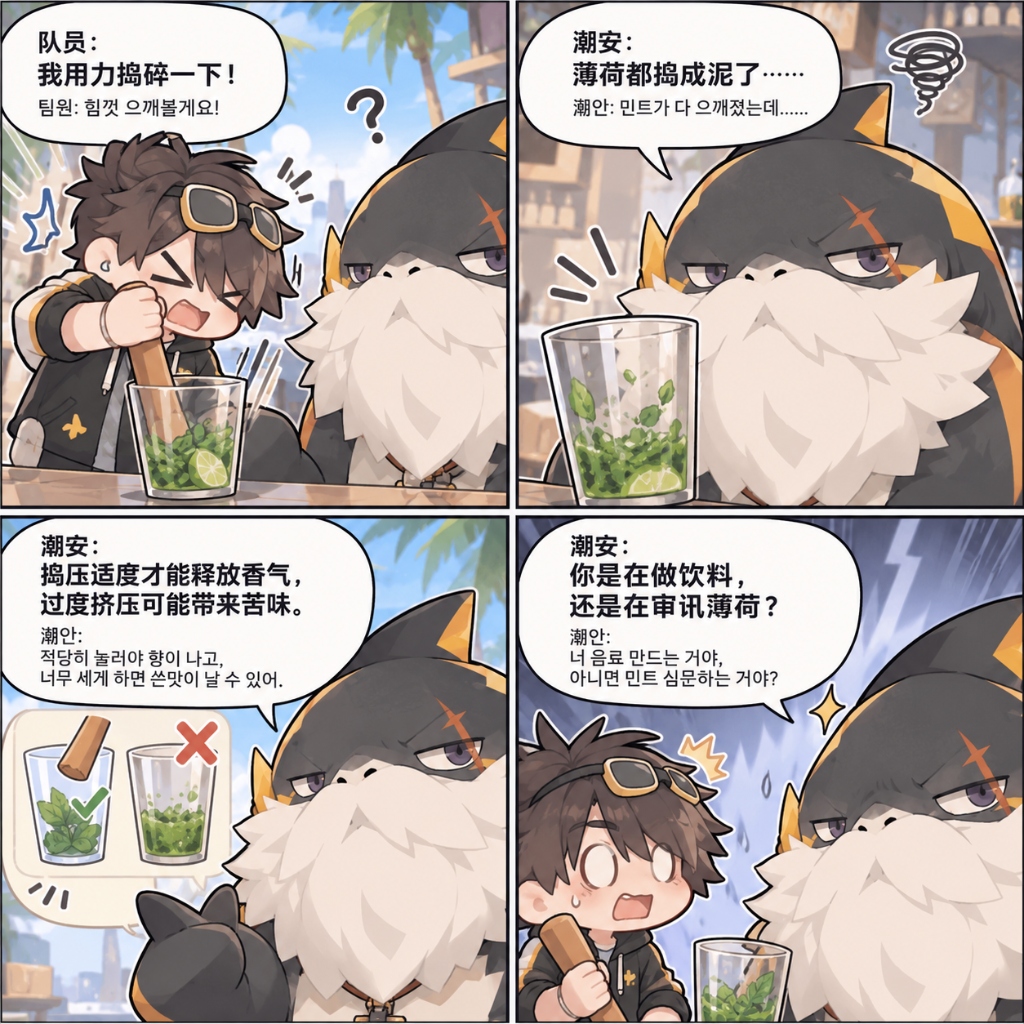 队员：
我用力捣碎一下！
팀원: 힘껏 으깨볼게요!
?
潮安：
薄荷都捣成泥了……
潮安: 민트가 다 으깨졌는데......
潮安：
捣压适度才能释放香气，
过度挤压可能带来苦味。
潮안:
적당히 눌러야 향이 나고,
너무 세게 하면 쓴맛이 날 수 있어.
潮安：
你是在做饮料，
还是在审讯薄荷？
潮안:
너 음료 만드는 거야,
아니면 민트 심문하는 거야?